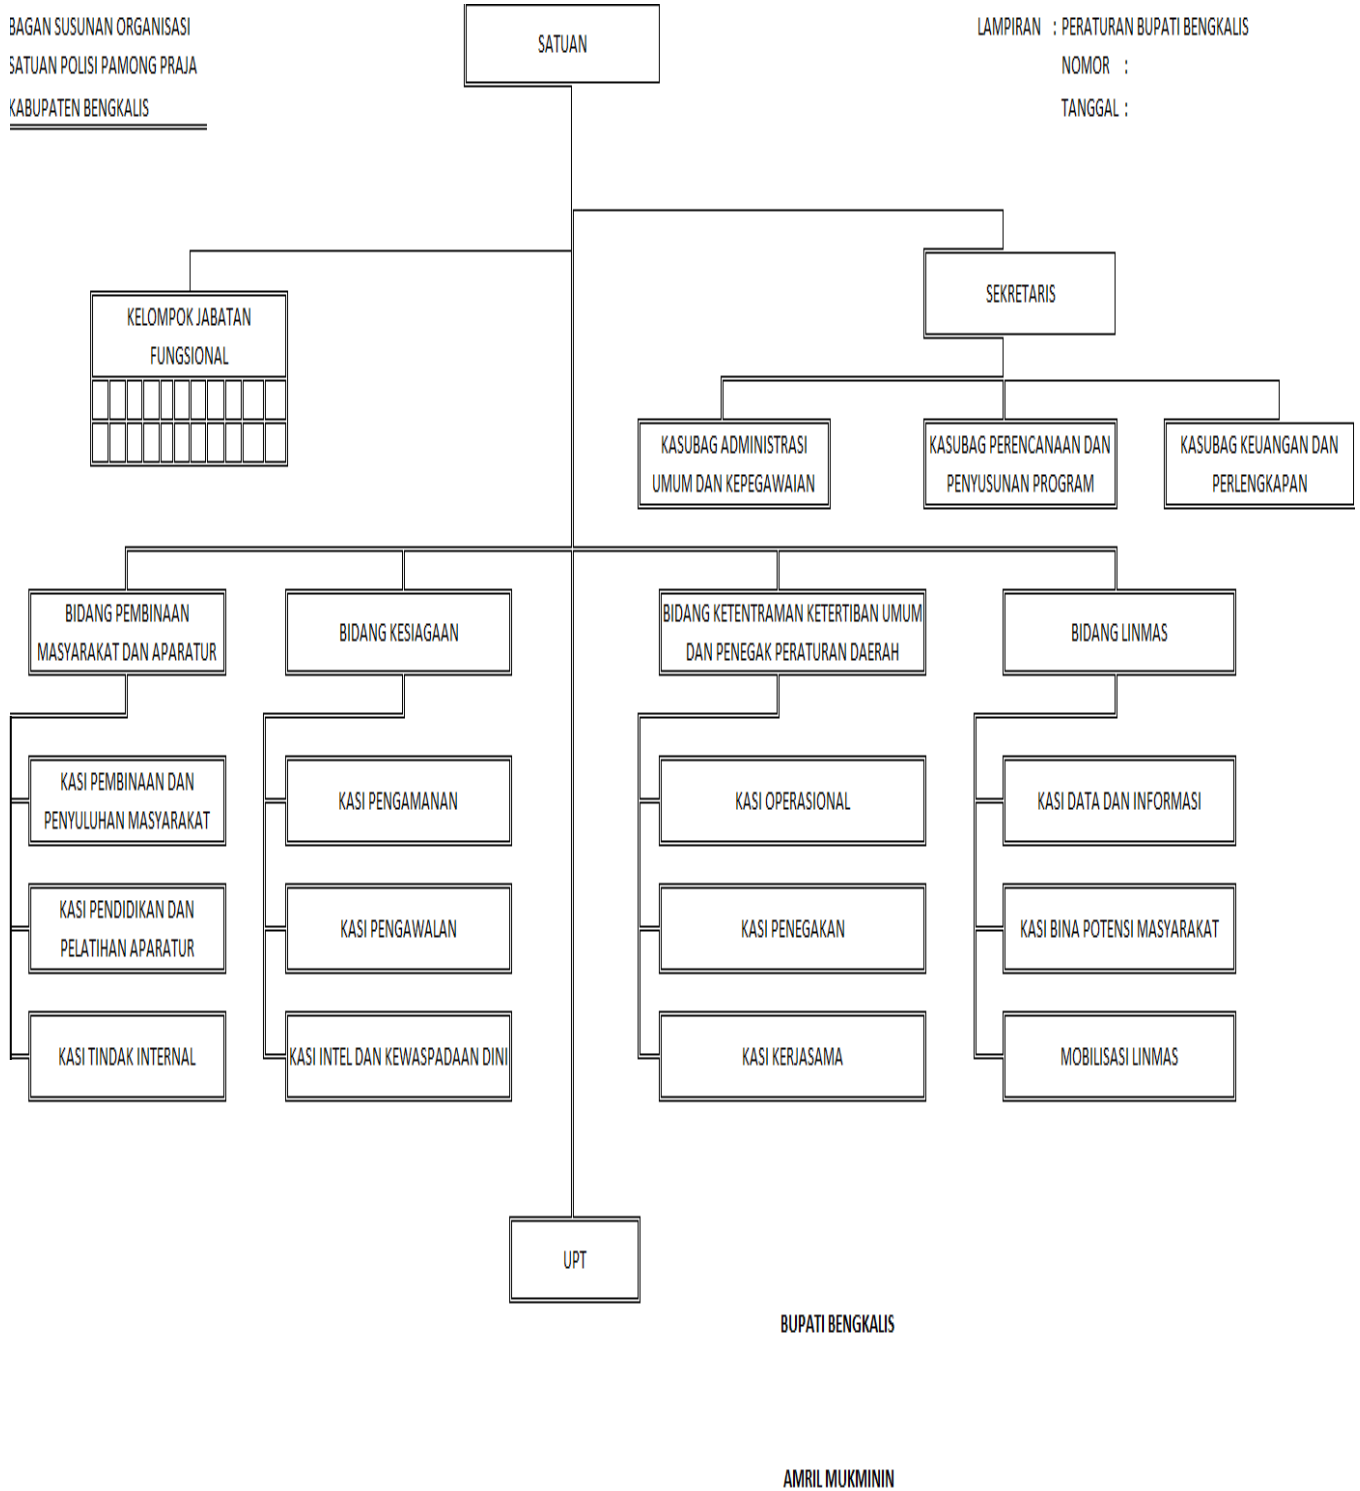 BAGAN SUSUNAN ORGANISASI
SATUAN POLISI PAMONG PRAJA
KABUPATEN BENGKALIS
SATUAN
LAMPIRAN : PERATURAN BUPATI BENGKALIS
NOMOR :
TANGGAL :
SEKRETARIS
KELOMPOK JABATAN
FUNGSIONAL
KASUBAG ADMINISTRASI
UMUM DAN KEPEGAWAIAN
KASUBAG PERENCANAAN DAN
PENYUSUNAN PROGRAM
KASUBAG KEUANGAN DAN
PERLENGKAPAN
BIDANG PEMBINAAN
MASYARAKAT DAN APARATUR
BIDANG KESIAGAAN
BIDANG KETENTRAMAN KETERTIBAN UMUM
DAN PENEGAK PERATURAN DAERAH
BIDANG LINMAS
KASI PEMBINAAN DAN
PENYULUHAN MASYARAKAT
KASI PENGAMANAN
KASI OPERASIONAL
KASI DATA DAN INFORMASI
KASI PENDIDIKAN DAN
PELATIHAN APARATUR
KASI PENGAWALAN
KASI PENEGAKAN
KASI BINA POTENSI MASYARAKAT
KASI TINDAK INTERNAL
KASI INTEL DAN KEWASPADAAN DINI
KASI KERJASAMA
MOBILISASI LINMAS
UPT
BUPATI BENGKALIS
AMRIL MUKMININ